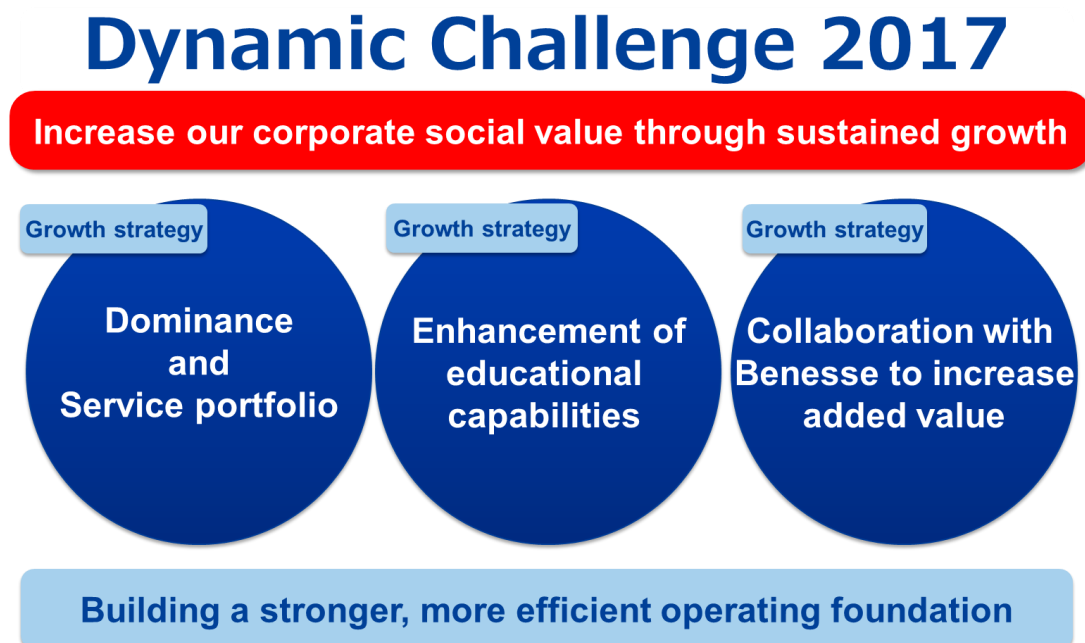 Dynamic Challenge 2017
Increase our corporate social value through sustained growth
Growth strategy
Dominance
and
Service portfolio
Growth strategy
Enhancement of
educational
capabilities
Growth strategy
Collaboration with
Benesse to increase
added value
Building a stronger, more efficient operating foundation